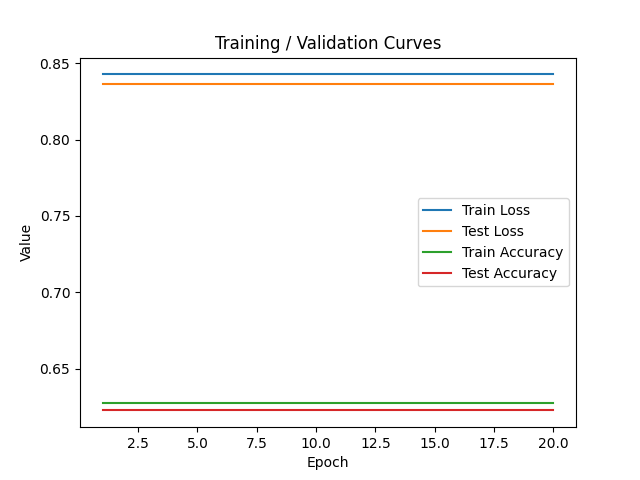 Training / Validation Curves
0.85
0.80
0.75
0.70
0.65
Value
Train Loss
Test Loss
Train Accuracy
Test Accuracy
2.5 5.0 7.5 10.0 12.5 15.0 17.5 20.0
Epoch